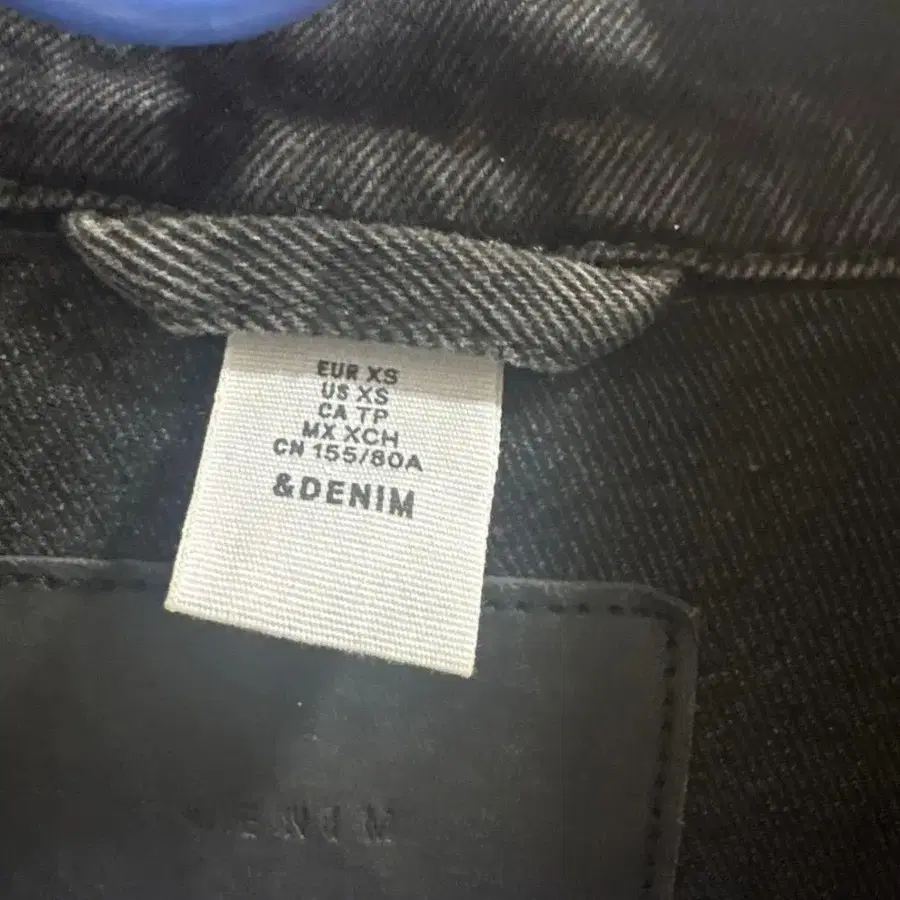 EUR XS
US XS
CA TP
MX XCH
CN 155/80A
&DENIM